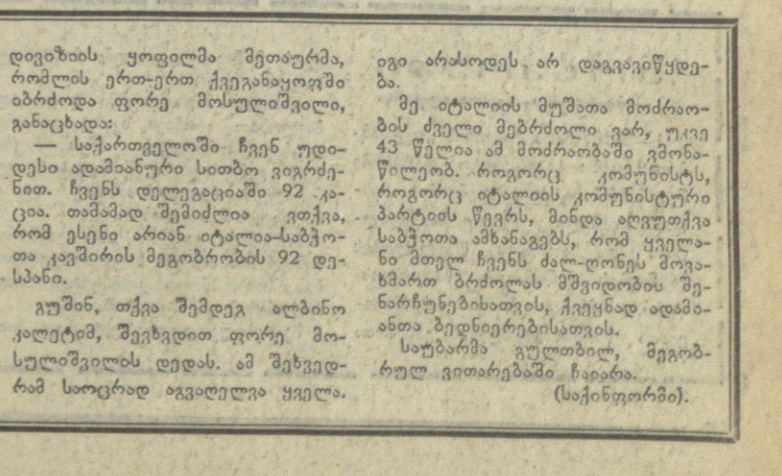 დივიზიის ყოფილმა მეთაურმა,
რომლის ერთ-ერთ ქვეგანაყოფში
იბრძოდა ფორე მოსულიშვილი,
განაცხადა:
— საქართველოში ჩვენ უდი-
დესი ადამიანური სითბო ვიგრძე-
ნით. ჩვენს დელეგაციაში 92 კა-
ცია. თამამად შემიძლია ვთქვა,
რომ ესენი არიან იტალია-საბჭო-
თა კავშირის მეგობრობის 92 დე-
სპანი.
გუშინ, თქვა შემდეგ ალბინო
კალეტიმ, შევხვდით ფორე მო-
სულიშვილის დედას. ამ შეხვედ-
რამ საოცრად აგვაღელვა ყველა.
იგი არასოდეს არ დაგვავიწყდე-
ბა.
მე იტალიის მუშათა მოძრაო-
ბის ძველი მებრძოლი ვარ, უკვე
43 წელია ამ მოძრაობაში ვმონა-
წილეობ. როგორც კომუნისტს,
როგორც იტალიის კომუნისტური
პარტიის წევრს, მინდა აღვუთქვა
საბჭოთა ამხანაგებს, რომ ყველა-
ნი მთელ ჩვენს ძალ-ღონეს მოვა-
ხმართ ბრძოლას მშვიდობის შე-
ნარჩუნებისათვის, ქვეყნად ადამი-
ანთა ბედნიერებისათვის.
საუბარმა გულთბილ, მეგობ-
რულ ვითარებაში ჩაიარა.
(საქინფორმი).